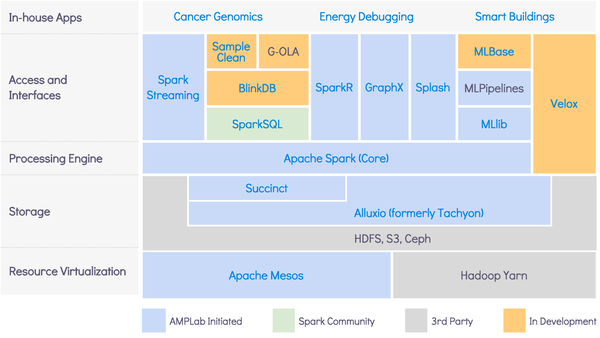 In-house Apps
Cancer Genomics
Energy Debugging
Smart Buildings
Access and
Interfaces
Spark
Streaming
Sample
Clean
G-OLA
BlinkDB
SparkSQL
SparkR
GraphX
Splash
MLBase
MLPipelines
MLlib
Velox
Processing Engine
Apache Spark (Core)
Storage
Succinct
Alluxio (formerly Tachyon)
HDFS, S3, Ceph
Resource Virtualization
Apache Mesos
Hadoop Yarn
AMPLab Initiated
Spark Community
3rd Party
In Development